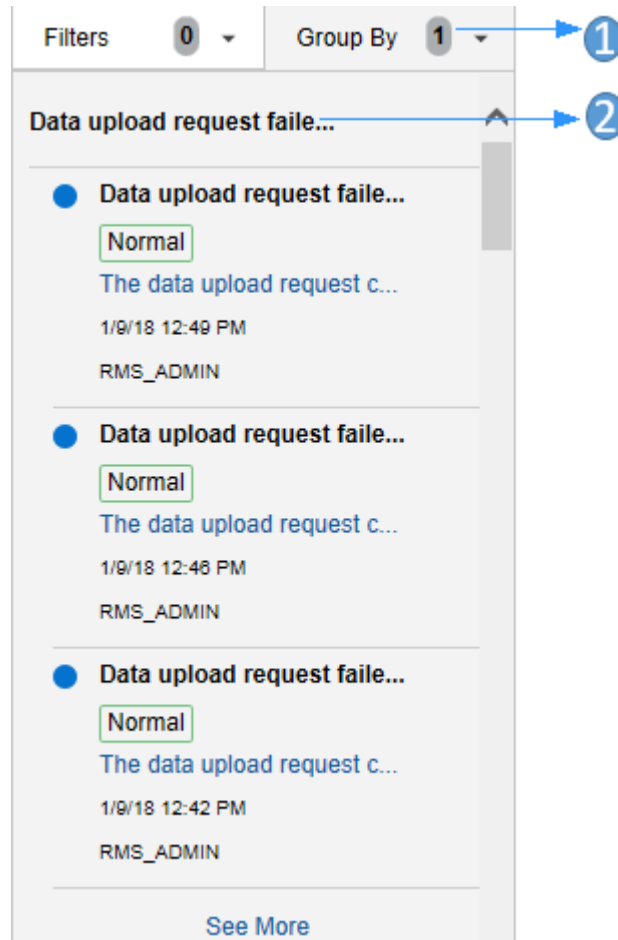 Filters 0 Group By 1 1
Data upload request faile... 2
Data upload request faile...
Normal
The data upload request c...
1/9/18 12:49 PM
RMS_ADMIN
Data upload request faile...
Normal
The data upload request c...
1/9/18 12:46 PM
RMS_ADMIN
Data upload request faile...
Normal
The data upload request c...
1/9/18 12:42 PM
RMS_ADMIN
See More